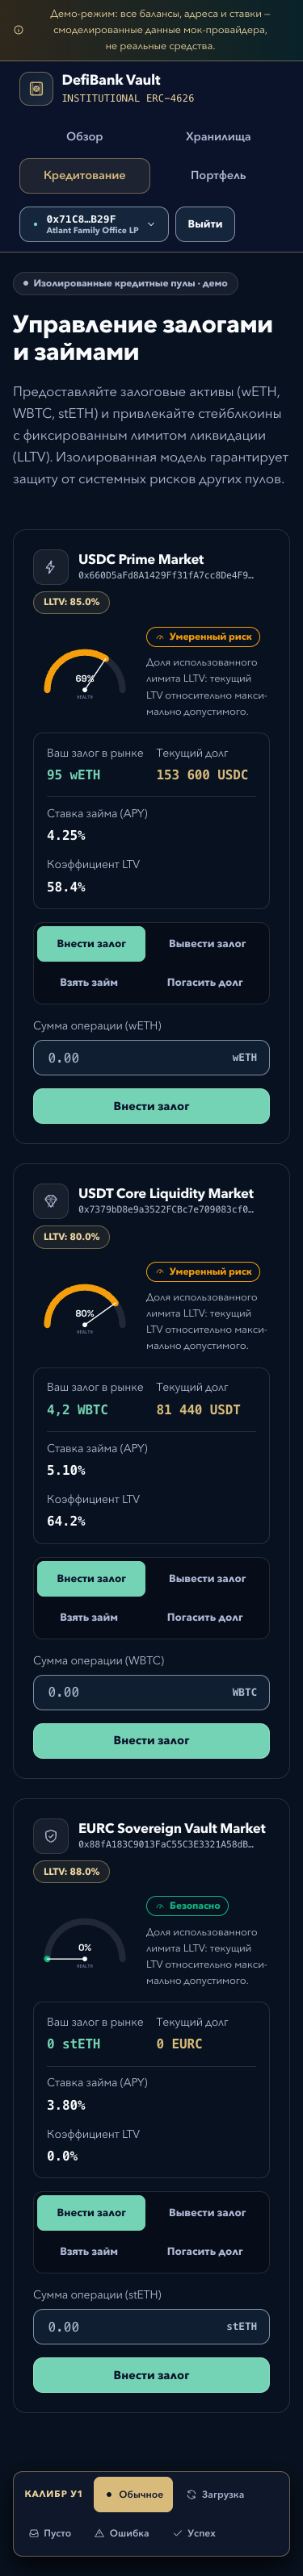 Демо-режим: все балансы, адреса и ставки —
смоделированные данные мок-провайдера,
не реальные средства.
DefiBank Vault
INSTITUTIONAL ERC-4626
Обзор
Хранилища
Кредитование
Портфель
0x71C8…B29F
Atlant Family Office LP
Выйти
Изолированные кредитные пулы · демо
Управление залогами
и займами
Предоставляйте залоговые активы (wETH,
WBTC, stETH) и привлекайте стейблкоины
с фиксированным лимитом ликвидации
(LLTV). Изолированная модель гарантирует
защиту от системных рисков других пулов.
USDC Prime Market
0x660D5aFd8A1429Ff31fA7cc8De4F9…
LLTV: 85.0%
69%
HEALTH
Умеренный риск
Доля использованного
лимита LLTV: текущий
LTV относительно макси-
мально допустимого.
Ваш залог в рынке
Текущий долг
95 wETH
153 600 USDC
Ставка займа (APY)
4.25%
Коэффициент LTV
58.4%
Внести залог
Вывести залог
Взять займ
Погасить долг
Сумма операции (wETH)
0.00
wETH
Внести залог
USDT Core Liquidity Market
0x7379bD8e9a3522FCBc7e709083cf0…
LLTV: 80.0%
80%
HEALTH
Умеренный риск
Доля использованного
лимита LLTV: текущий
LTV относительно макси-
мально допустимого.
Ваш залог в рынке
Текущий долг
4,2 WBTC
81 440 USDT
Ставка займа (APY)
5.10%
Коэффициент LTV
64.2%
Внести залог
Вывести залог
Взять займ
Погасить долг
Сумма операции (WBTC)
0.00
WBTC
Внести залог
EURC Sovereign Vault Market
0x88fA183C9013FaC55C3E3321A58dB…
LLTV: 88.0%
0%
HEALTH
Безопасно
Доля использованного
лимита LLTV: текущий
LTV относительно макси-
мально допустимого.
Ваш залог в рынке
Текущий долг
0 stETH
0 EURC
Ставка займа (APY)
3.80%
Коэффициент LTV
0.0%
Внести залог
Вывести залог
Взять займ
Погасить долг
Сумма операции (stETH)
0.00
stETH
Внести залог
КАЛИБР У1
Обычное
Загрузка
Пусто
Ошибка
Успех